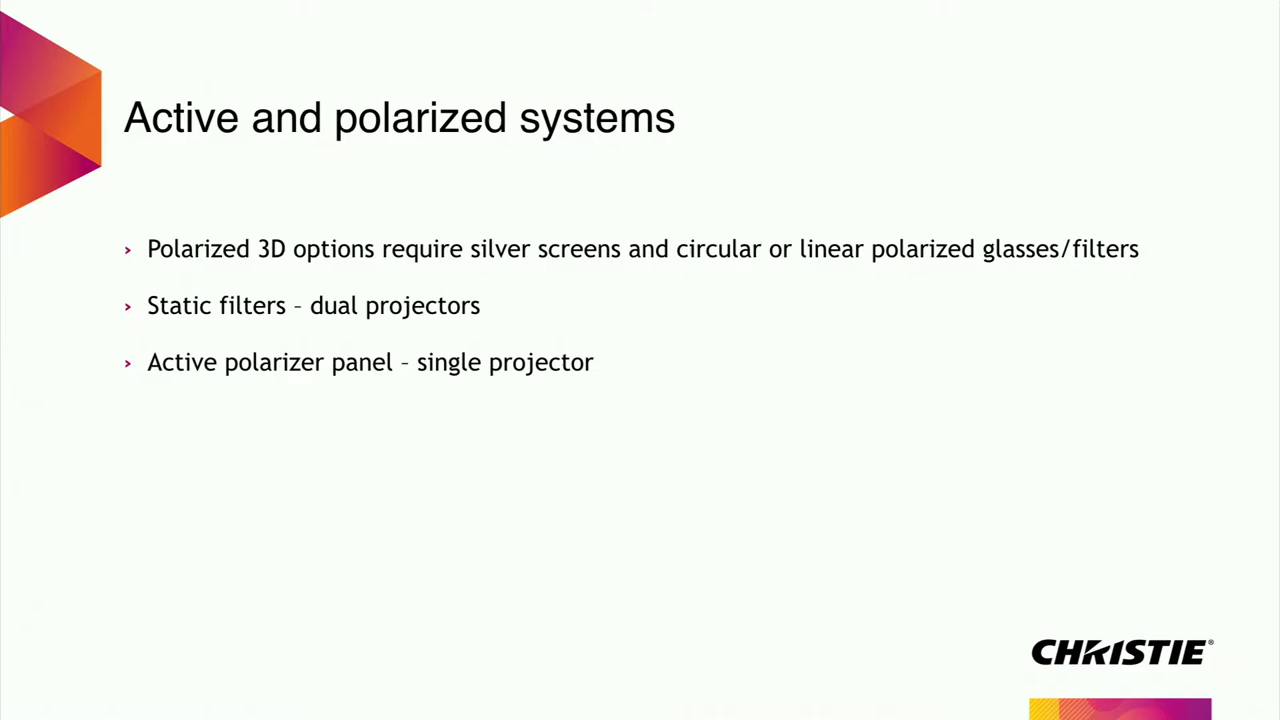 Active and polarized systems
› Polarized 3D options require silver screens and circular or linear polarized glasses/filters
› Static filters – dual projectors
› Active polarizer panel – single projector
CHRISTIE®